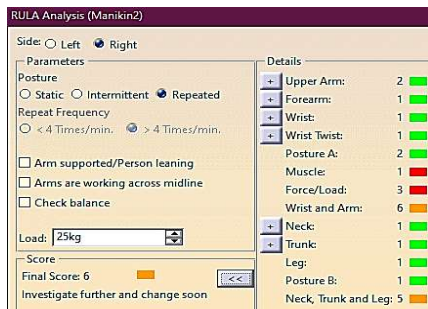 RULA Analysis (Manikin2)
Side: Left Right
Parameters
Posture
Static Intermittent Repeated
Repeat Frequency
< 4 Times/min. > 4 Times/min.
Arm supported/Person leaning
Arms are working across midline
Check balance
Load: 25kg
Score
Final Score: 6
<<
Investigate further and change soon
Details
+ Upper Arm: 2
+ Forearm: 1
+ Wrist: 1
+ Wrist Twist: 1
Posture A: 2
Muscle: 1
Force/Load: 3
Wrist and Arm: 6
+ Neck: 1
+ Trunk: 1
Leg: 1
Posture B: 1
Neck, Trunk and Leg: 5